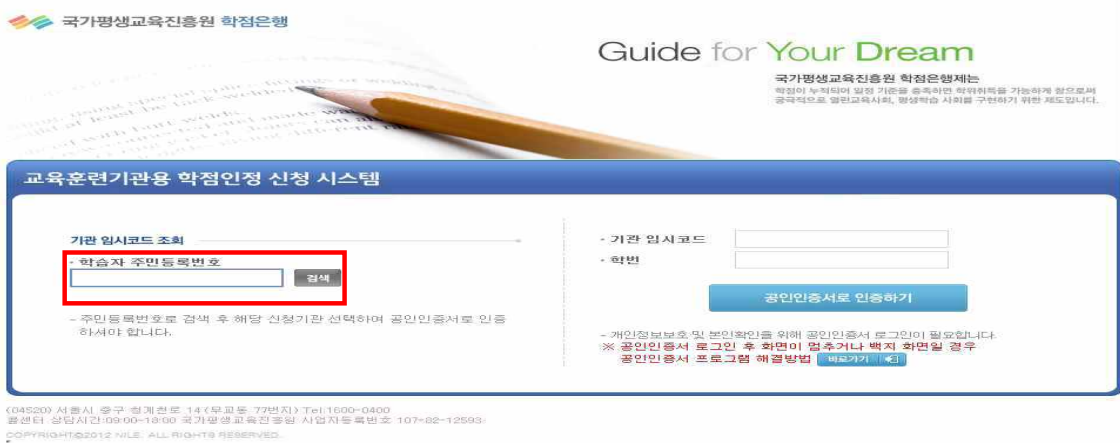 국가평생교육진흥원 학점은행
Guide for Your Dream
국가평생교육진흥원 학점은행제는
학점이 누적되어 일정 기준을 충족하면 학위취득을 가능하게 함으로써
궁극적으로 열린교육사회, 평생학습 사회를 구현하기 위한 제도입니다.
교육훈련기관용 학점인정 신청 시스템
기관 임시코드 조회
- 학습자 주민등록번호
검색
- 주민등록번호로 검색 후 해당 신청기관 선택하여 공인인증서로 인증
하셔야 합니다.
- 기관 임시코드
- 학번
공인인증서로 인증하기
- 개인정보보호 및 본인확인을 위해 공인인증서 로그인이 필요합니다.
※ 공인인증서 로그인 후 화면이 멈추거나 백지 화면일 경우
공인인증서 프로그램 해결방법 바로가기
(04520) 서울시 중구 청계천로 14 (무교동 77번지) Tel:1600-0400
콜센터 상담시간:09:00~18:00 국가평생교육진흥원 사업자등록번호 107-82-12593
COPYRIGHT@2012 NILE. ALL RIGHTS RESERVED.